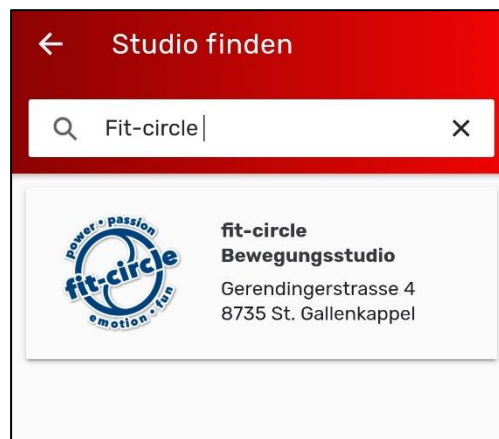 Studio finden
Fit-circle
power • passion
fit-circle
emotion • fun
fit-circle
Bewegungsstudio
Gerendingerstrasse 4
8735 St. Gallenkappel